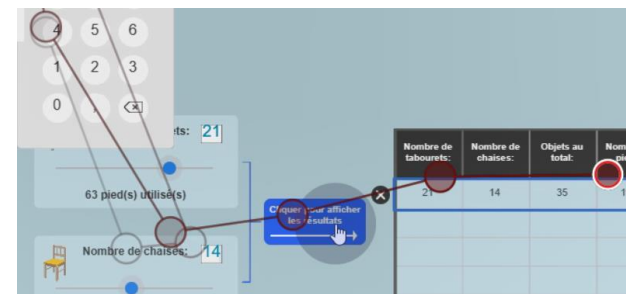 4 5 6
1 2 3
0 ,
ets: 21
63 pied(s) utilisé(s)
Cliquer pour afficher
les résultats
Nombre de chaises: 14
Nombre de tabourets: Nombre de chaises: Objets au total:
21 14 35